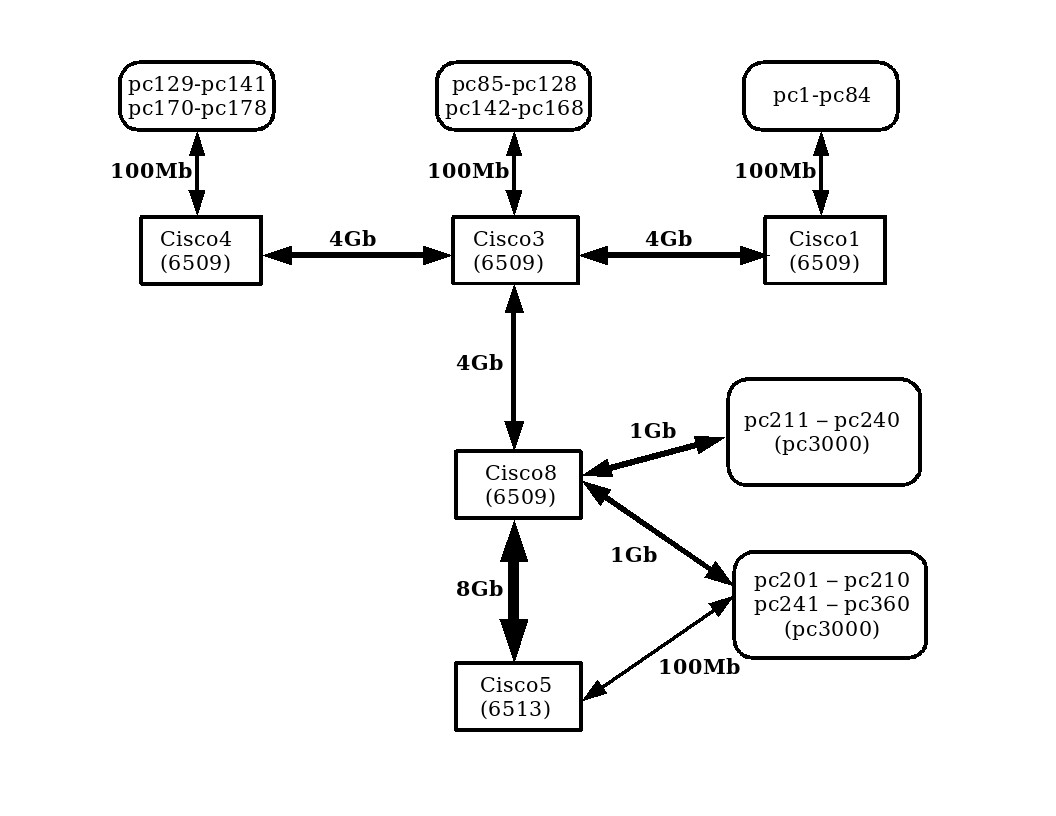 pc129-pc141
pc170-pc178
pc85-pc128
pc142-pc168
pc1-pc84
100Mb
100Mb
100Mb
Cisco4
(6509)
4Gb
Cisco3
(6509)
4Gb
Cisco1
(6509)
4Gb
pc211 – pc240
(pc3000)
1Gb
Cisco8
(6509)
1Gb
8Gb
pc201 – pc210
pc241 – pc360
(pc3000)
100Mb
Cisco5
(6513)